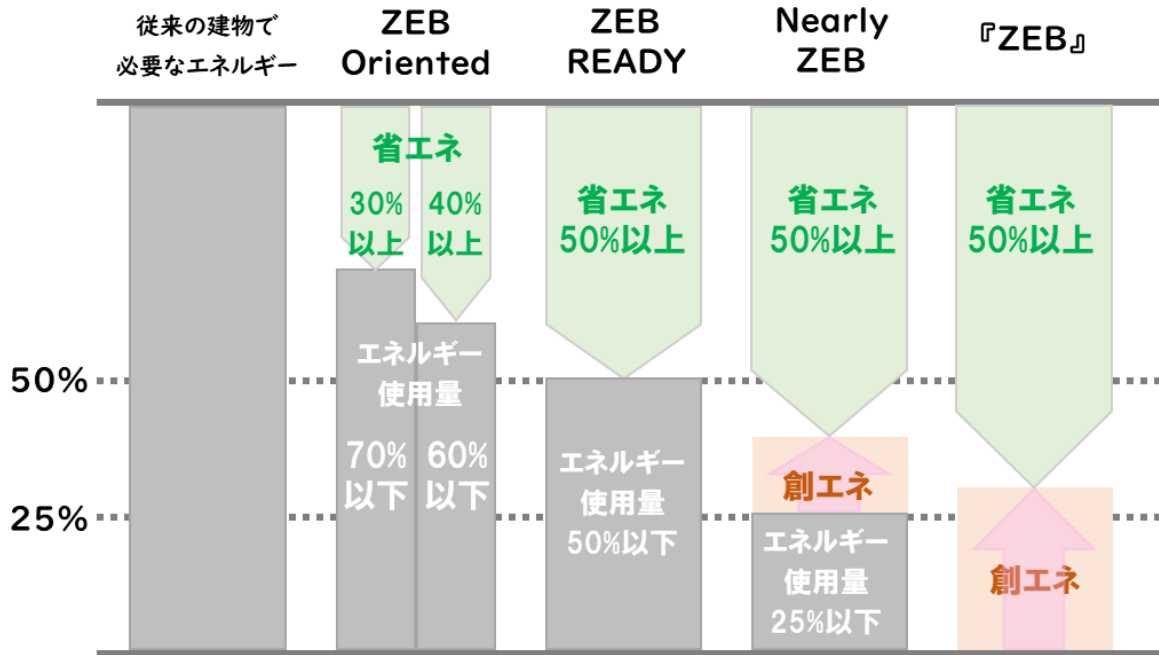 従来の建物で
必要なエネルギー
ZEB
Oriented
ZEB
READY
Nearly
ZEB
『ZEB』
省エネ
30%
以上
40%
以上
省エネ
50%以上
省エネ
50%以上
省エネ
50%以上
50%
25%
エネルギー
使用量
70%
以下
60%
以下
エネルギー
使用量
50%以下
創エネ
エネルギー
使用量
25%以下
創エネ